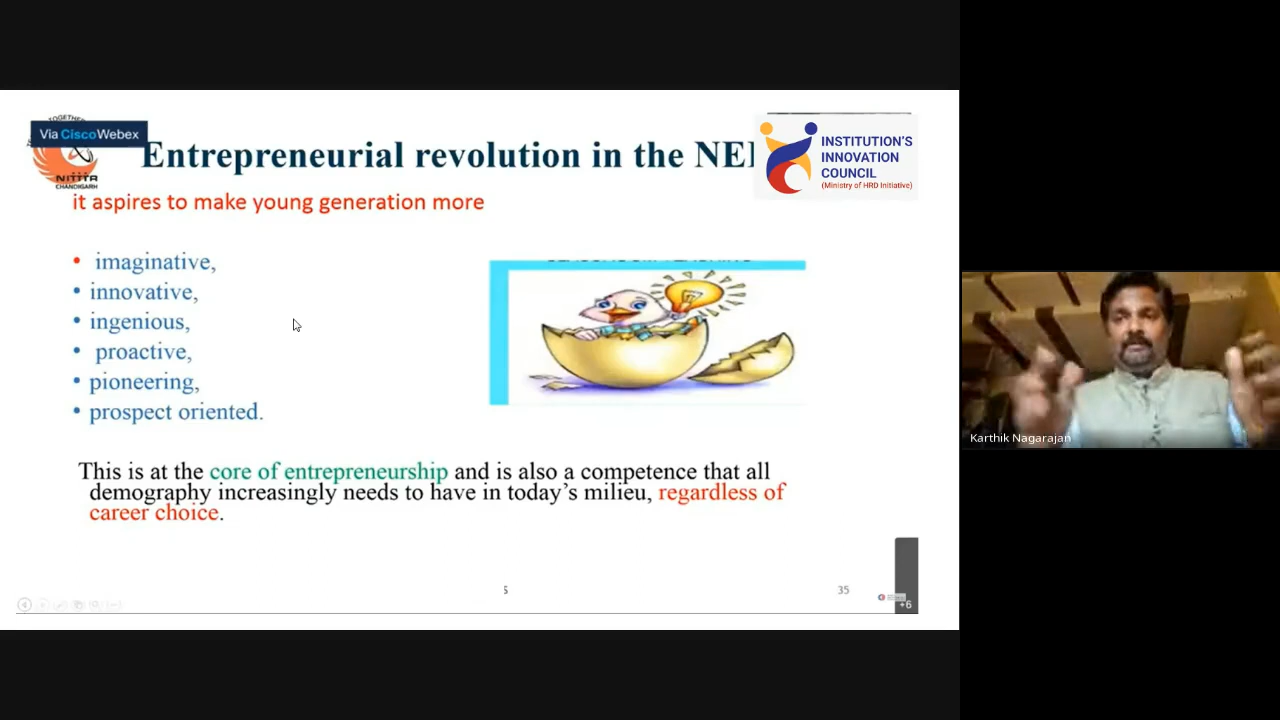 Via Cisco Webex
NITTTR
CHANDIGARH
Entrepreneurial revolution in the NE
INSTITUTION'S
INNOVATION
COUNCIL
(Ministry of HRD Initiative)
it aspires to make young generation more
• imaginative,
• innovative,
• ingenious,
• proactive,
• pioneering,
• prospect oriented.
This is at the core of entrepreneurship and is also a competence that all
demography increasingly needs to have in today's milieu, regardless of
career choice.
35
+6
Karthik Nagarajan